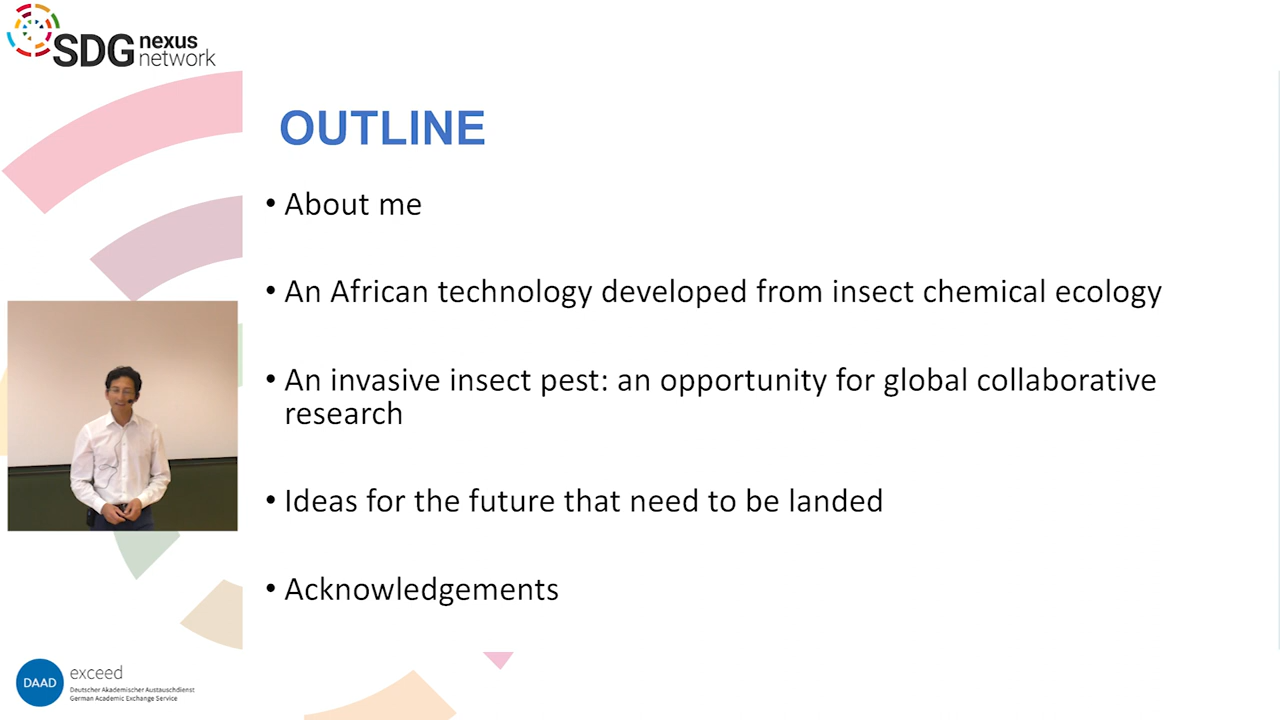 SDG nexus network
OUTLINE
• About me
• An African technology developed from insect chemical ecology
• An invasive insect pest: an opportunity for global collaborative
research
• Ideas for the future that need to be landed
• Acknowledgements
DAAD
exceed
Deutscher Akademischer Austauschdienst
German Academic Exchange Service